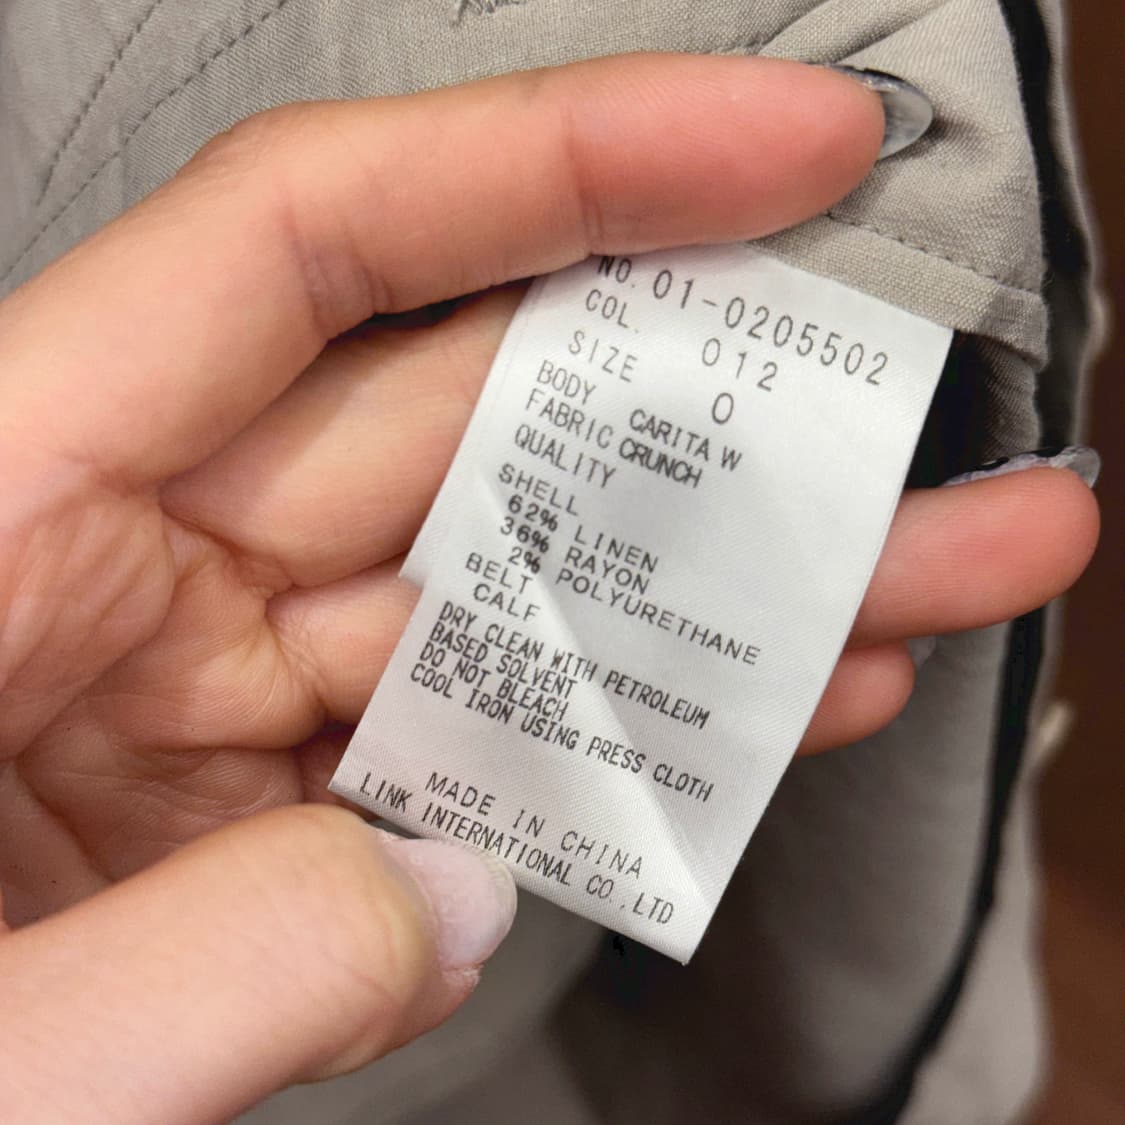 NO. 01-0205502
COL. 012
SIZE 0
BODY CARITA W
FABRIC CRUNCH
QUALITY
SHELL
62% LINEN
36% RAYON
2% POLYURETHANE
BELT
CALF
DRY CLEAN WITH PETROLEUM
BASED SOLVENT
DO NOT BLEACH
COOL IRON USING PRESS CLOTH
MADE IN CHINA
LINK INTERNATIONAL CO.,LTD